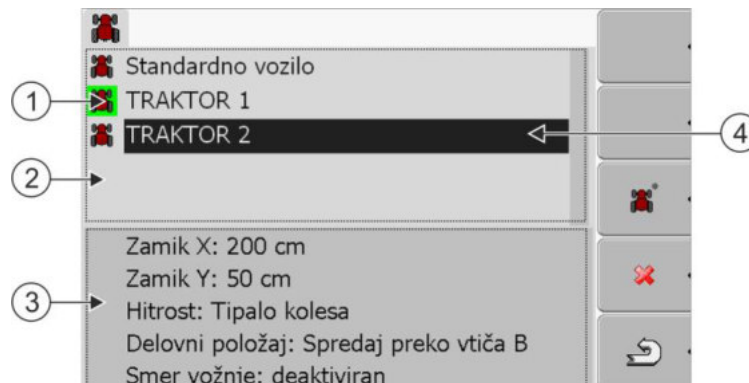 Standardno vozilo
1
TRAKTOR 1
TRAKTOR 2
4
2
Zamik X: 200 cm
Zamik Y: 50 cm
3
Hitrost: Tipalo kolesa
Delovni položaj: Spredaj preko vtiča B
Smer vožnje: deaktiviran